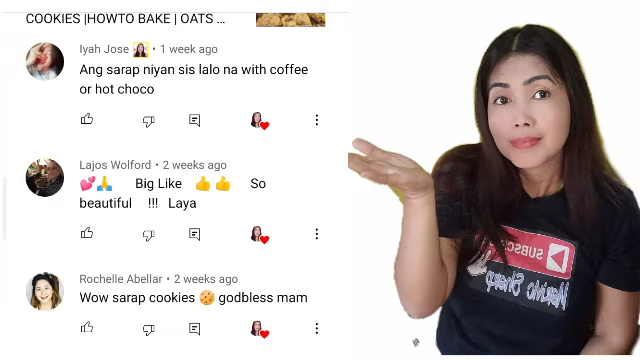 COOKIES |HOWTO BAKE | OATS ...
Iyah Jose • 1 week ago
Ang sarap niyan sis lalo na with coffee
or hot choco
Lajos Wolford • 2 weeks ago
💕🙏 Big Like 👍👍 So
beautiful !!! Laya
Rochelle Abellar • 2 weeks ago
Wow sarap cookies 🍪 godbless mam
SUBSCRIBE